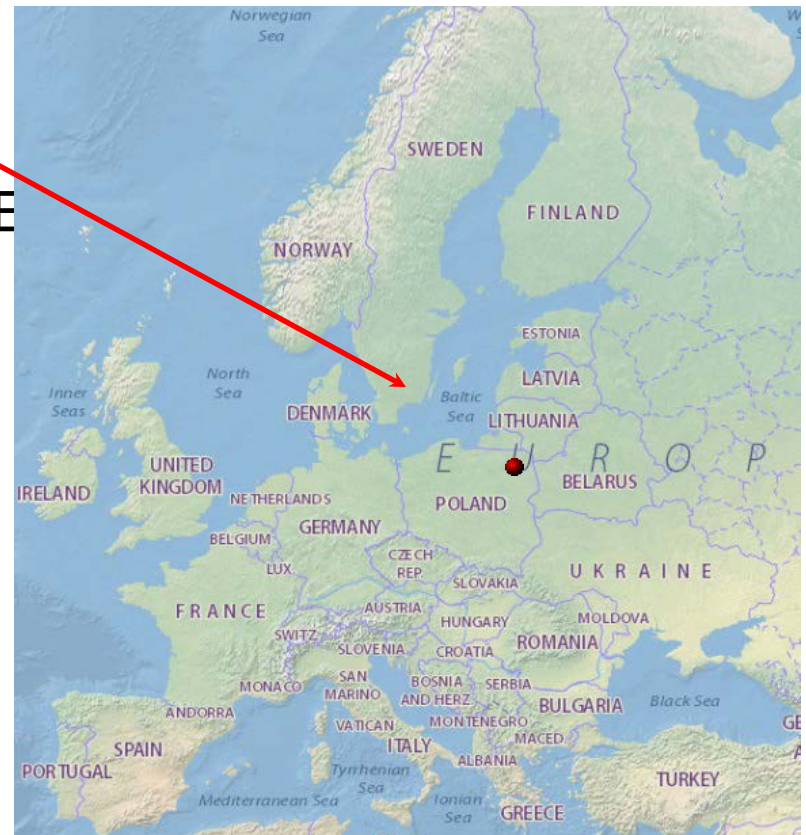 Norwegian
Sea
SWEDEN
E
FINLAND
NORWAY
ESTONIA
North
Sea
LATVIA
Inner
Seas
Baltic
Sea
DENMARK
LITHUANIA
E U R O P
UNITED
KINGDOM
BELARUS
IRELAND
NETHERLANDS
POLAND
GERMANY
BELGIUM
CZECH
REP.
LUX.
UKRAINE
SLOVAKIA
FRANCE
AUSTRIA
HUNGARY
MOLDOVA
SWITZ.
SLOVENIA
ROMANIA
CROATIA
MONACO
SAN
MARINO
BOSNIA
AND HERZ.
SERBIA
BULGARIA
Black Sea
ANDORRA
VATICAN
MONTENEGRO
GE
SPAIN
ITALY
MACED.
PORTUGAL
ALBANIA
Tyrrhenian
Sea
TURKEY
Mediterranean Sea
Ionian
Sea
GREECE